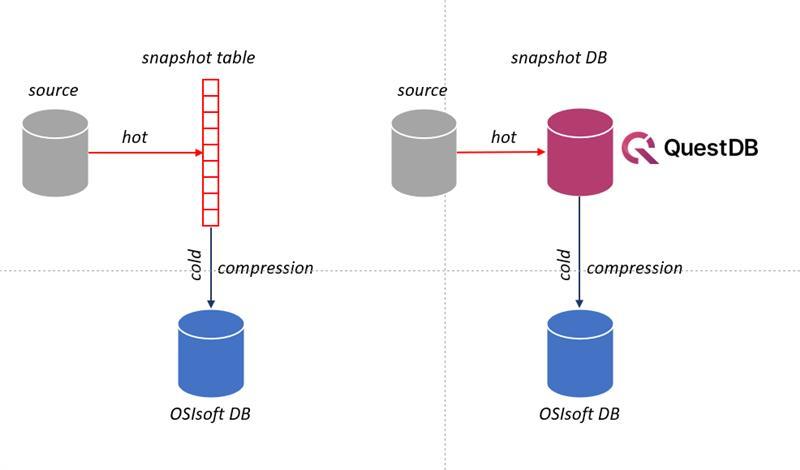 snapshot table
source
hot
cold
compression
OSIsoft DB
snapshot DB
source
hot
QuestDB
cold
compression
OSIsoft DB